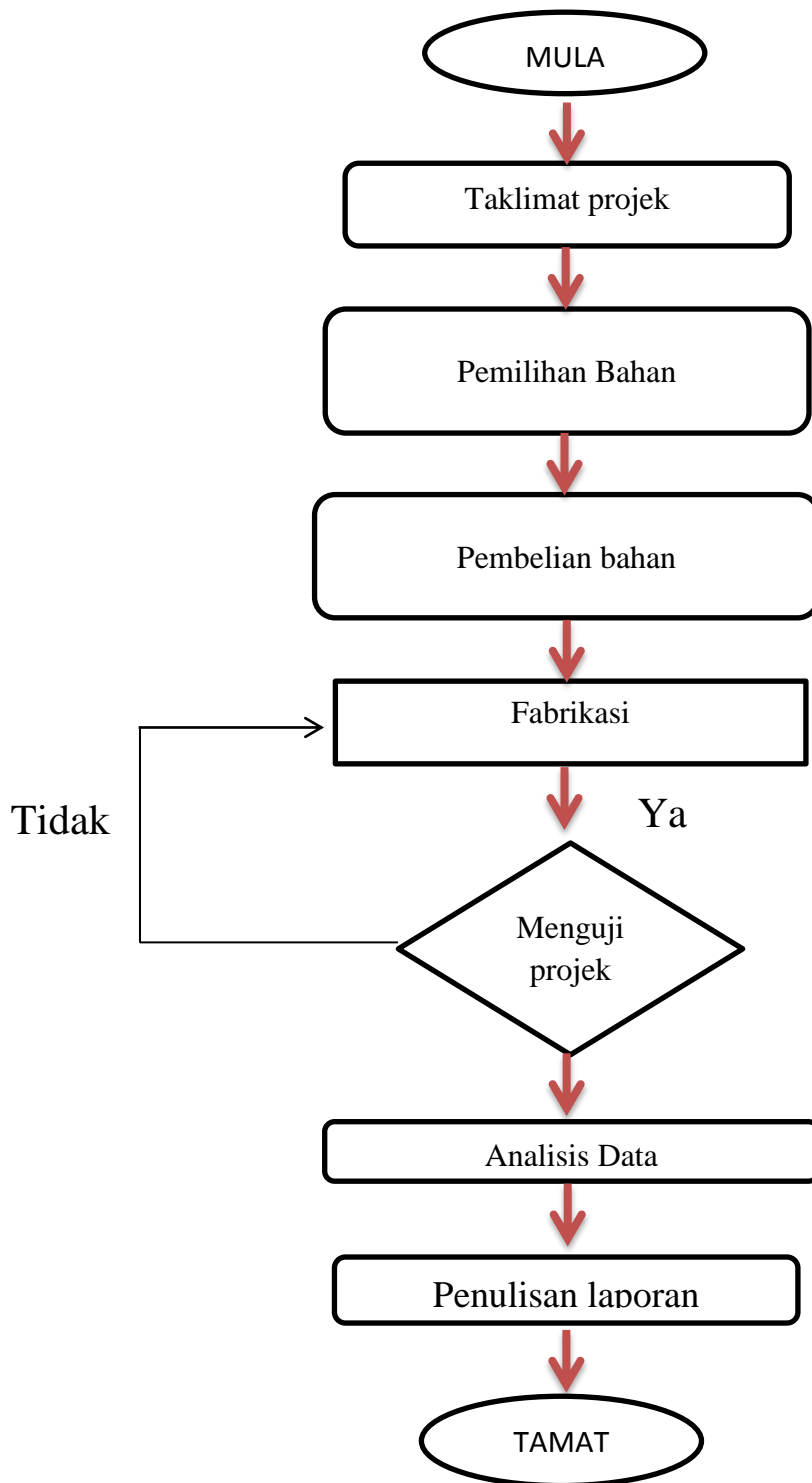 MULA
Taklimat projek
Pemilihan Bahan
Pembelian bahan
Fabrikasi
Tidak
Ya
Menguji
projek
Analisis Data
Penulisan laporan
TAMAT